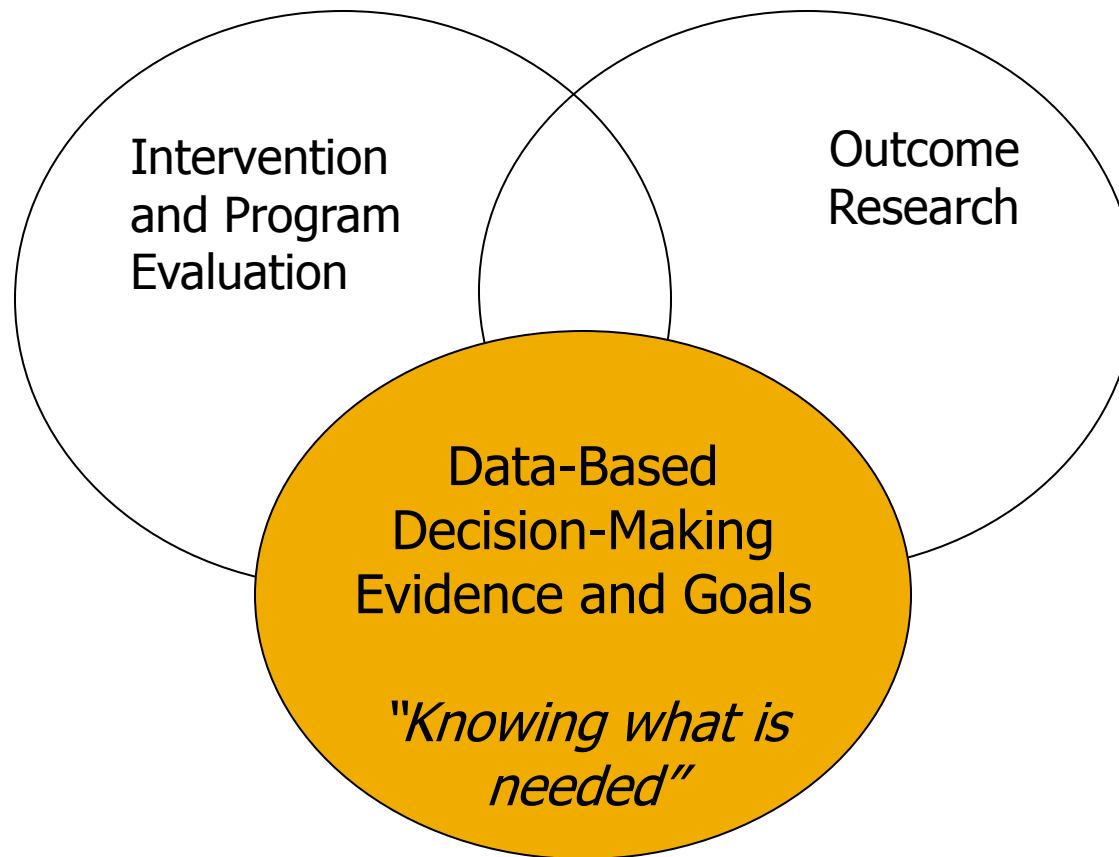 Intervention
and Program
Evaluation
Outcome
Research
Data-Based
Decision-Making
Evidence and Goals
“Knowing what is
needed”